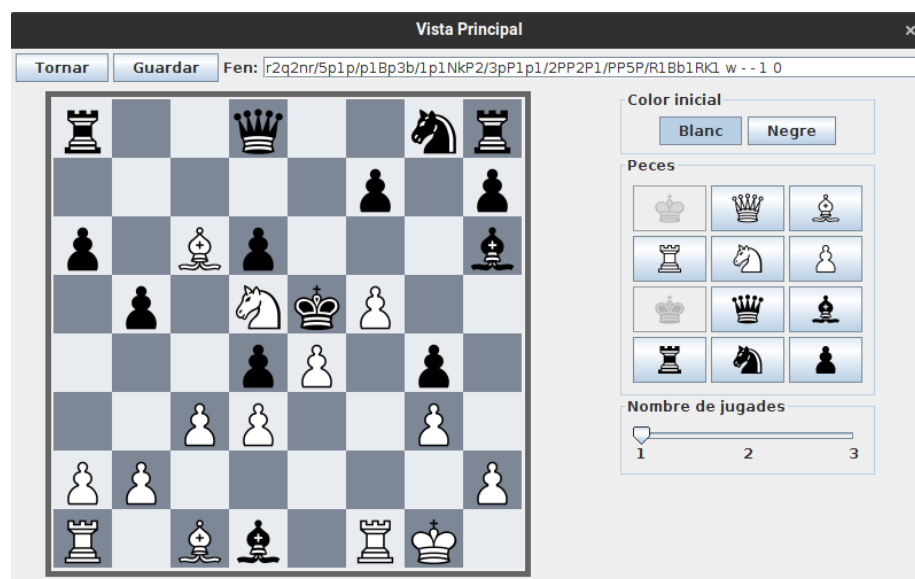 Vista Principal
Tornar Guardar Fen: r2q2nr/5p1p/p1Bp3b/1p1NkP2/3pP1p1/2PP2P1/PP5P/R1Bb1RK1 w - - 1 0
Color inicial
Blanc Negre
Peces
Nombre de jugades
1 2 3